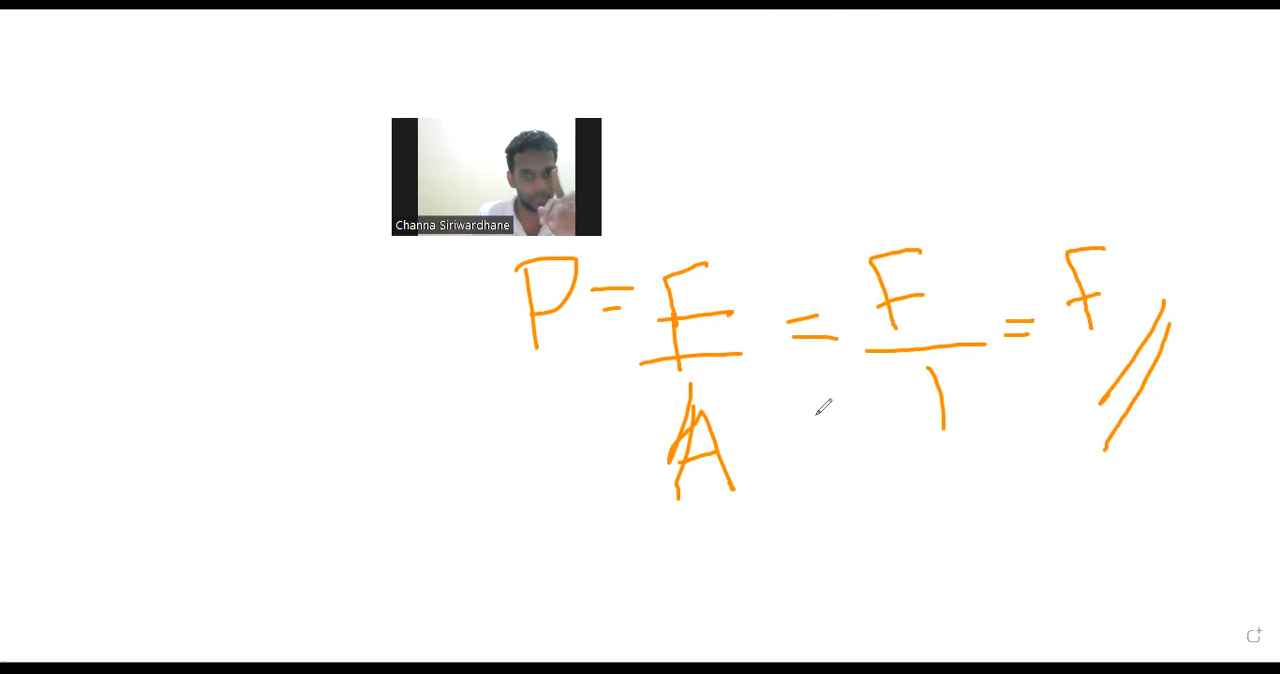 Channa Siriwardhane
P = F/A = F/1 = F //